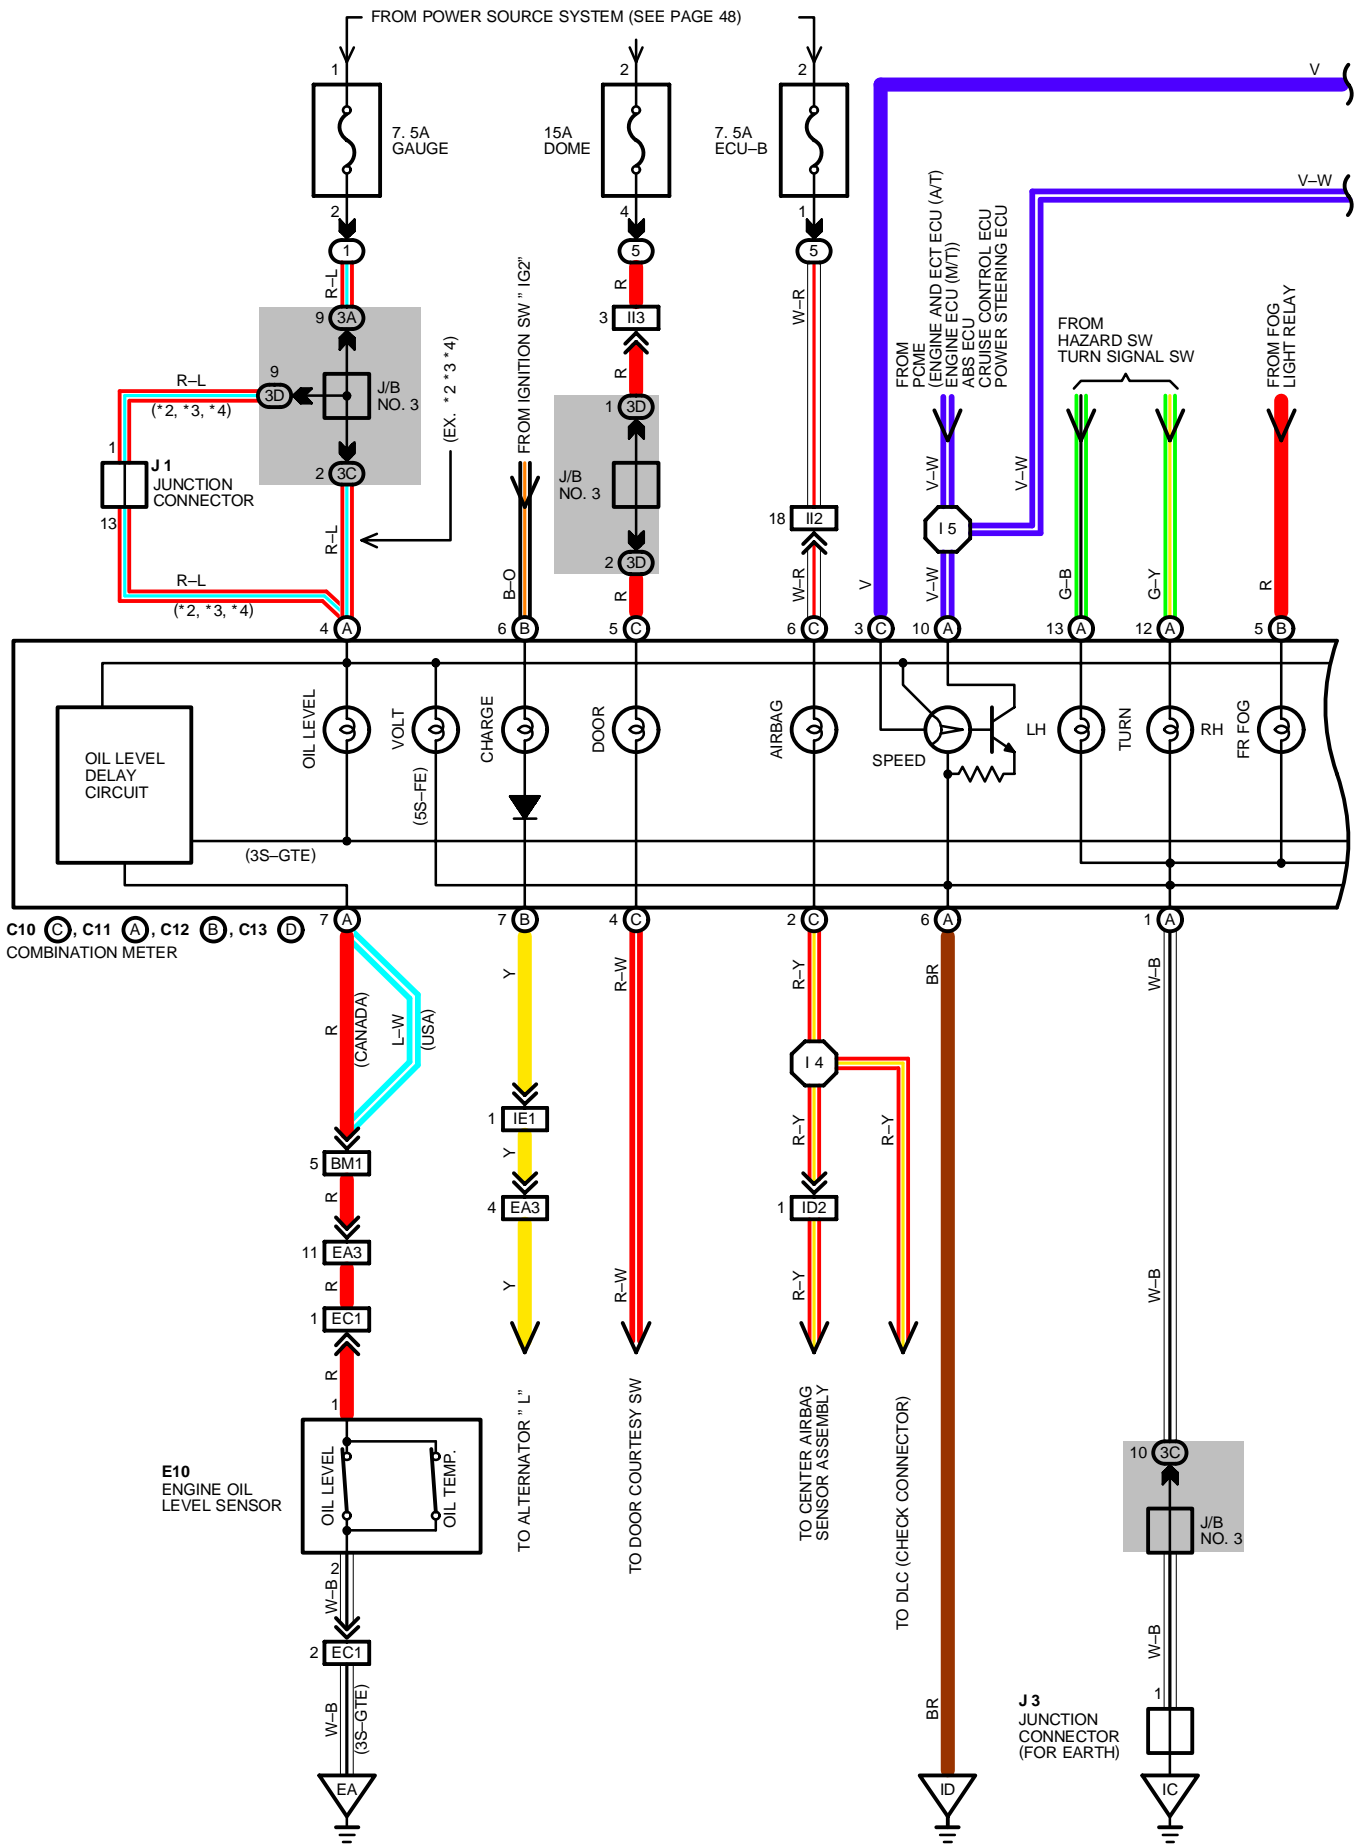 FROM POWER SOURCE SYSTEM (SEE PAGE 48)
1
2
2
V
7. 5A
GAUGE
15A
DOME
7. 5A
ECU–B
V–W
2
4
1
1
5
5
R–L
R
W–R
FROM IGNITION SW " IG2"
FROM
PCME
(ENGINE AND ECT ECU (A/T)
ENGINE ECU (M/T))
ABS ECU
CRUISE CONTROL ECU
POWER STEERING ECU
FROM
HAZARD SW
TURN SIGNAL SW
FROM FOG
LIGHT RELAY
9 3A
3 II3
(EX. *2 *3 *4)
9
3D
R–L
(*2, *3, *4)
J/B
NO. 3
R
1 3D
1
J 1
JUNCTION
CONNECTOR
13
2 3C
J/B
NO. 3
V–W
V–W
18 II2
I 5
R–L
2 3D
R–L
(*2, *3, *4)
B–O
R
W–R
V
V–W
G–B
G–Y
R
4 A
6 B
5 C
6 C
3 C
10 A
13 A
12 A
5 B
OIL LEVEL
DELAY
CIRCUIT
OIL LEVEL
VOLT
(5S–FE)
CHARGE
DOOR
AIRBAG
SPEED
LH
TURN
RH
FR FOG
(3S–GTE)
C10 C, C11 A, C12 B, C13 D
COMBINATION METER
7 A
7 B
4 C
2 C
6 A
1 A
R
(CANADA)
L–W
(USA)
Y
R–W
R–Y
BR
W–B
I 4
1 IE1
5 BM1
Y
R–Y
R–Y
R
4 EA3
1 ID2
11 EA3
R
Y
R–W
R–Y
W–B
1 EC1
R
1
TO ALTERNATOR " L"
TO DOOR COURTESY SW
TO CENTER AIRBAG
SENSOR ASSEMBLY
TO DLC (CHECK CONNECTOR)
10 3C
E10
ENGINE OIL
LEVEL SENSOR
OIL LEVEL
OIL TEMP.
J/B
NO. 3
2
W–B
2 EC1
W–B
W–B
(3S–GTE)
BR
1
J 3
JUNCTION
CONNECTOR
(FOR EARTH)
EA
ID
IC